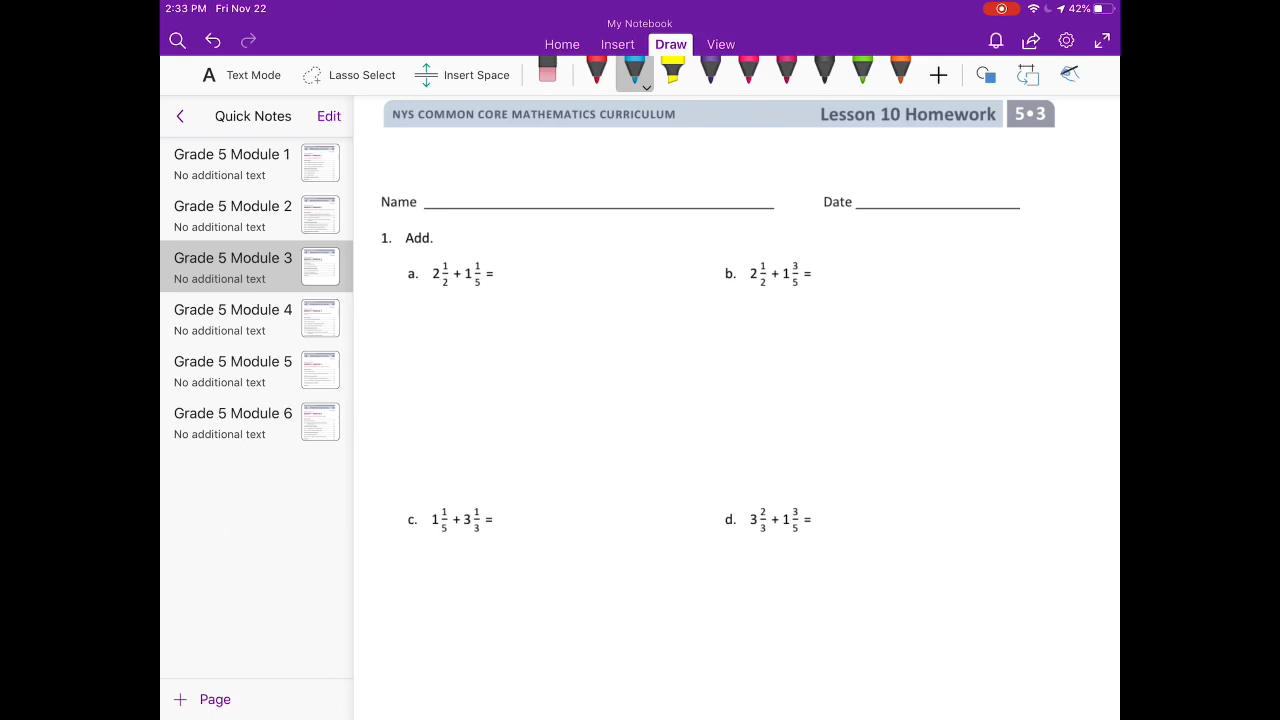 2:33 PM Fri Nov 22 42%
My Notebook
Home Insert Draw View
A Text Mode Lasso Select Insert Space
Quick Notes Edit
Grade 5 Module 1
No additional text
Grade 5 Module 2
No additional text
Grade 5 Module 3
No additional text
Grade 5 Module 4
No additional text
Grade 5 Module 5
No additional text
Grade 5 Module 6
No additional text
+ Page
NYS COMMON CORE MATHEMATICS CURRICULUM Lesson 10 Homework 5•3
Name Date
1. Add.
a. 2 1/2 + 1 1/5 = b. 2 1/2 + 1 3/5 =
c. 1 1/5 + 3 1/3 = d. 3 2/3 + 1 3/5 =